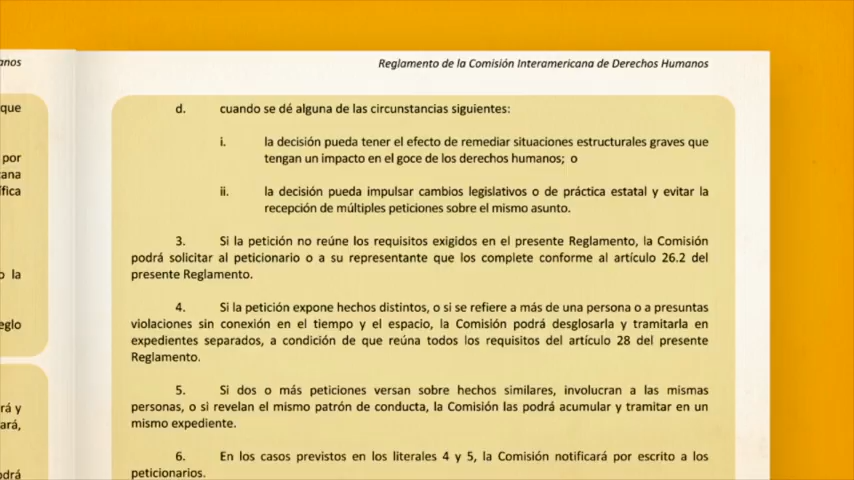 anos
que
por
cana
ífica
o la
eglo
rá y
ará,
odrá
Reglamento de la Comisión Interamericana de Derechos Humanos
d. cuando se dé alguna de las circunstancias siguientes:
i. la decisión pueda tener el efecto de remediar situaciones estructurales graves que
tengan un impacto en el goce de los derechos humanos; o
ii. la decisión pueda impulsar cambios legislativos o de práctica estatal y evitar la
recepción de múltiples peticiones sobre el mismo asunto.
3. Si la petición no reúne los requisitos exigidos en el presente Reglamento, la Comisión
podrá solicitar al peticionario o a su representante que los complete conforme al artículo 26.2 del
presente Reglamento.
4. Si la petición expone hechos distintos, o si se refiere a más de una persona o a presuntas
violaciones sin conexión en el tiempo y el espacio, la Comisión podrá desglosarla y tramitarla en
expedientes separados, a condición de que reúna todos los requisitos del artículo 28 del presente
Reglamento.
5. Si dos o más peticiones versan sobre hechos similares, involucran a las mismas
personas, o si revelan el mismo patrón de conducta, la Comisión las podrá acumular y tramitar en un
mismo expediente.
6. En los casos previstos en los literales 4 y 5, la Comisión notificará por escrito a los
peticionarios.